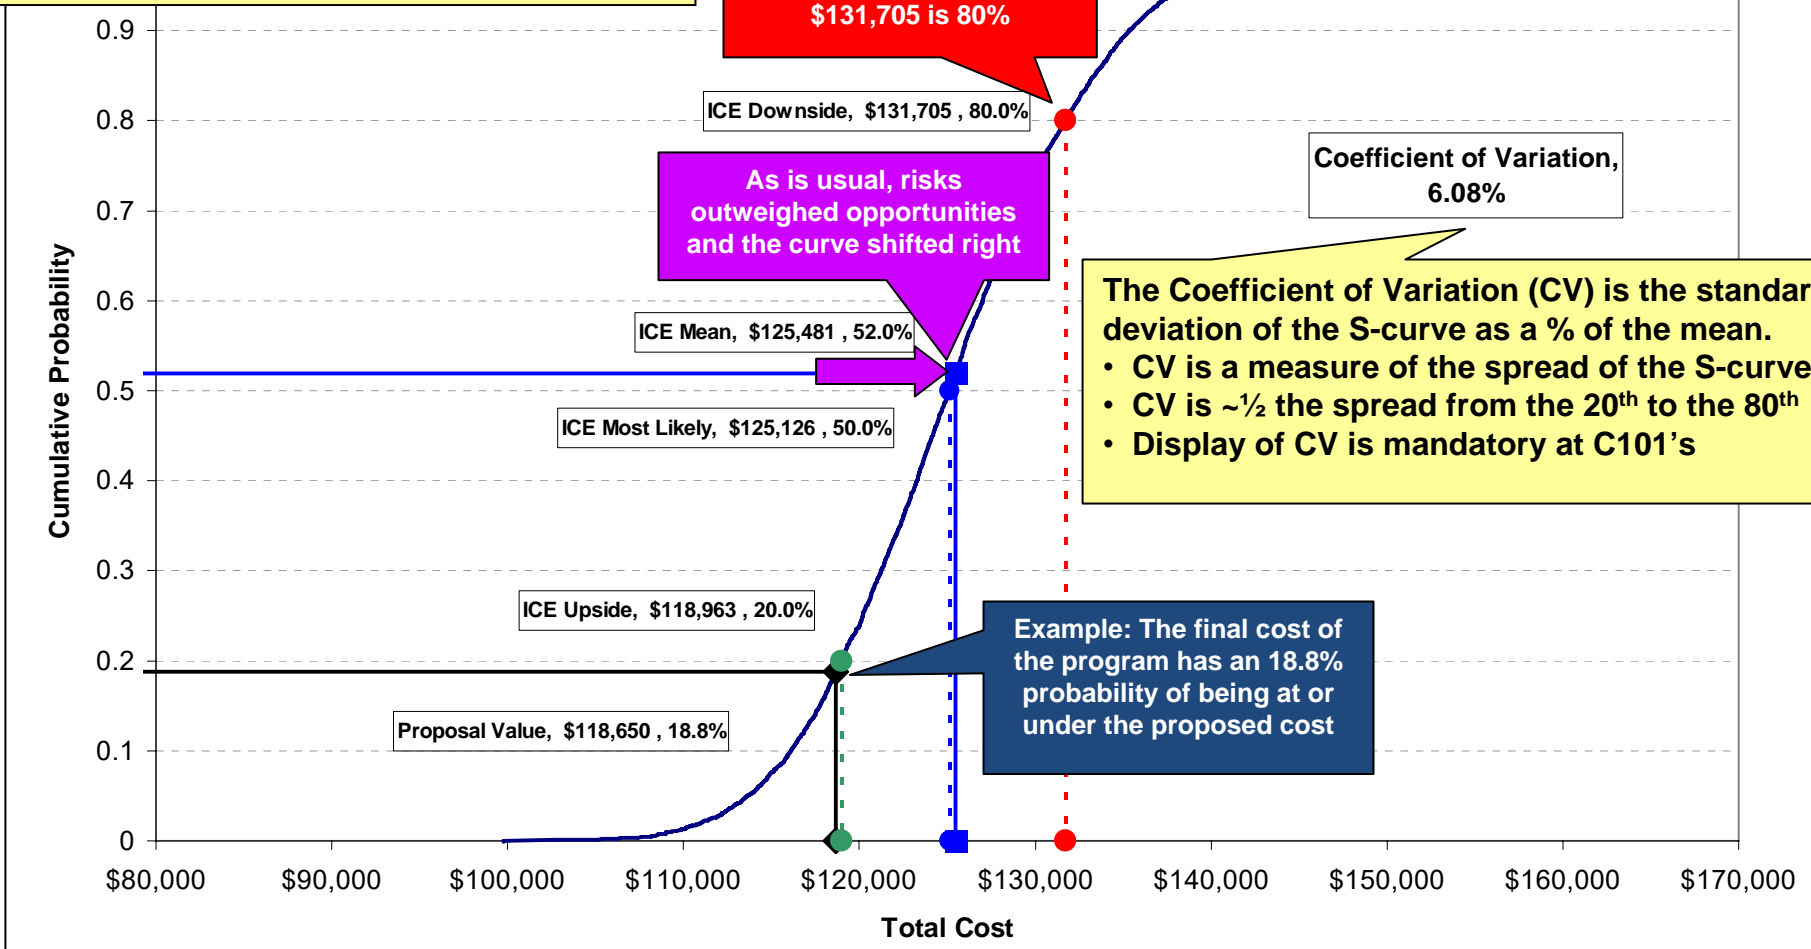 $131,705 is 80%
0.9
ICE Downside, $131,705 , 80.0%
0.8
Coefficient of Variation,
6.08%
As is usual, risks
outweighed opportunities
and the curve shifted right
0.7
The Coefficient of Variation (CV) is the standar
deviation of the S-curve as a % of the mean.
• CV is a measure of the spread of the S-curve
• CV is ~½ the spread from the 20th to the 80th
• Display of CV is mandatory at C101’s
Cumulative Probability
0.6
ICE Mean, $125,481 , 52.0%
0.5
ICE Most Likely, $125,126 , 50.0%
0.4
0.3
ICE Upside, $118,963 , 20.0%
Example: The final cost of
the program has an 18.8%
probability of being at or
under the proposed cost
0.2
Proposal Value, $118,650 , 18.8%
0.1
0
$80,000 $90,000 $100,000 $110,000 $120,000 $130,000 $140,000 $150,000 $160,000 $170,000
Total Cost